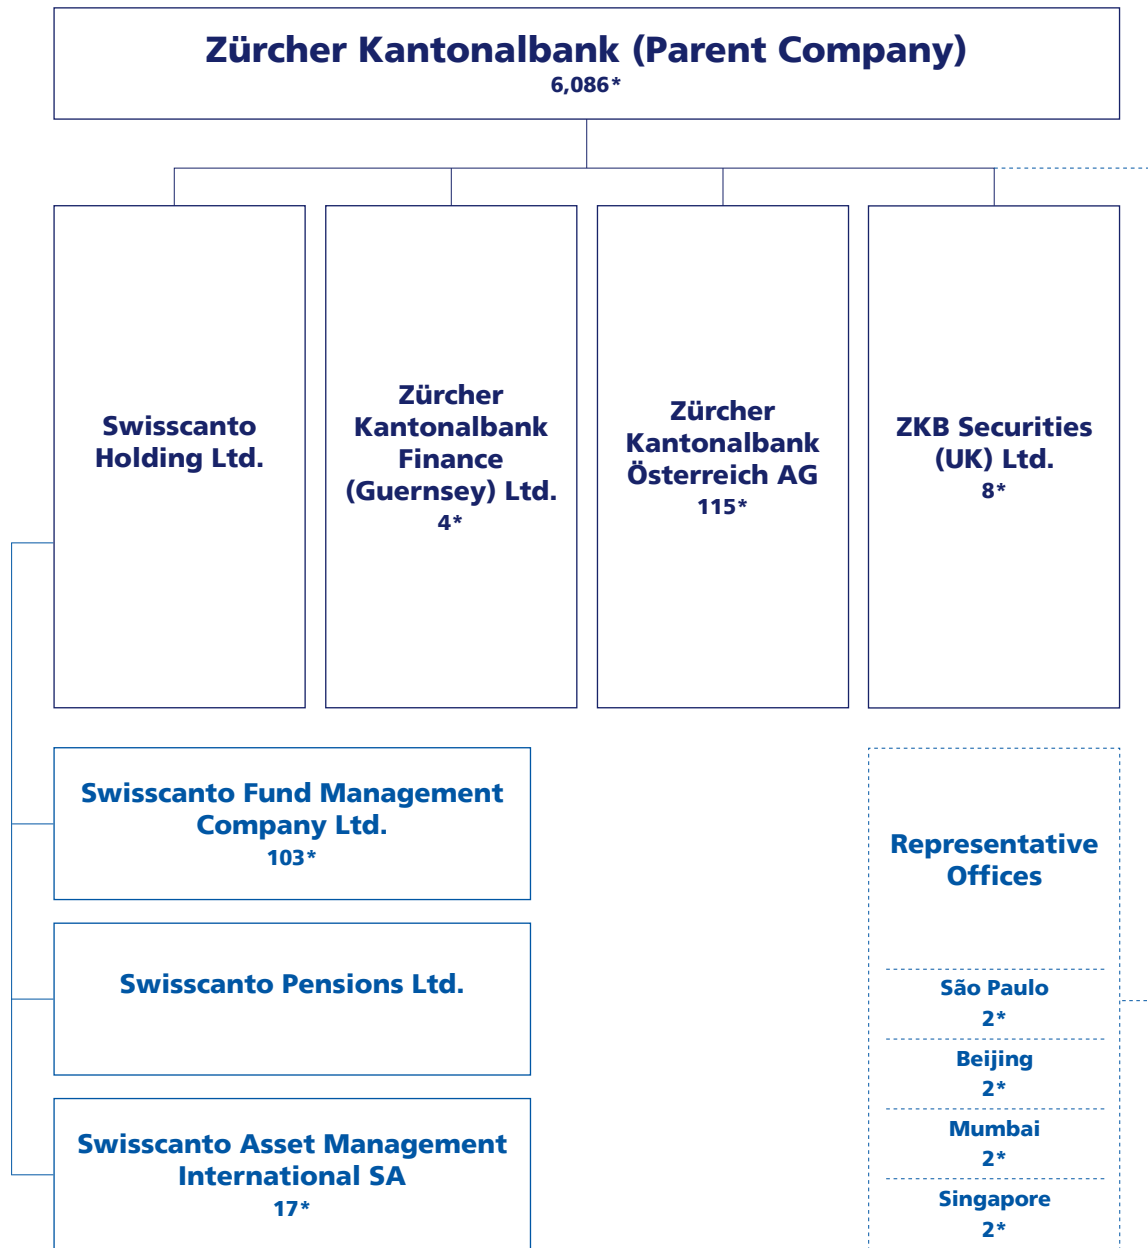 Zürcher Kantonalbank (Parent Company)
6,086*
Swisscanto
Holding Ltd.
Zürcher
Kantonalbank
Finance
(Guernsey) Ltd.
4*
Zürcher
Kantonalbank
Österreich AG
115*
ZKB Securities
(UK) Ltd.
8*
Swisscanto Fund Management
Company Ltd.
103*
Swisscanto Pensions Ltd.
Swisscanto Asset Management
International SA
17*
Representative
Offices
São Paulo
2*
Beijing
2*
Mumbai
2*
Singapore
2*